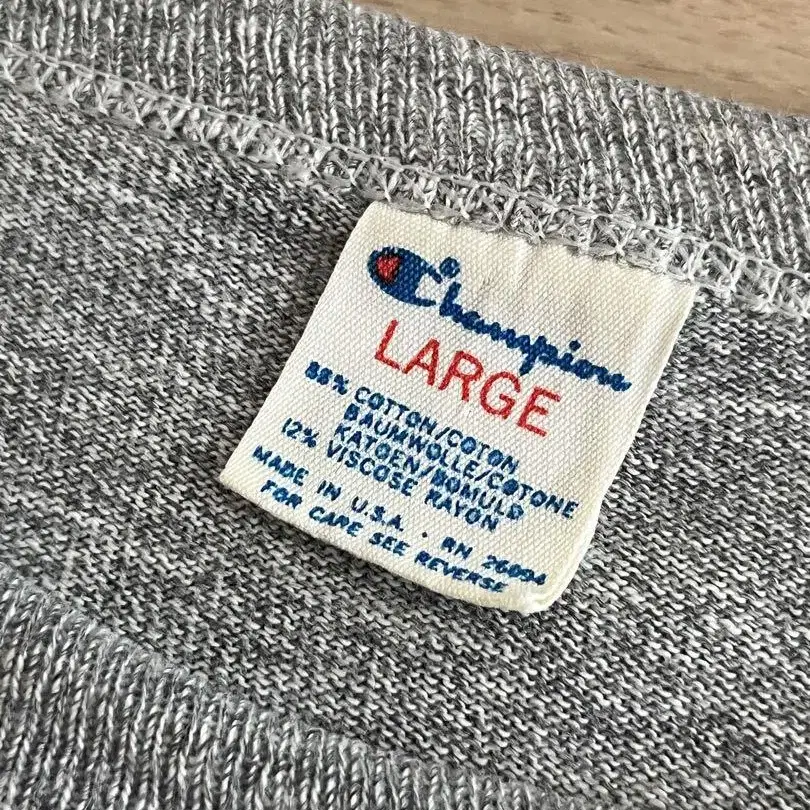 Champion
LARGE
88% COTTON/COTON
BAUMWOLLE/COTONE
KATOEN/BOMULD
12% VISCOSE RAYON
MADE IN U.S.A. · RN 26094
FOR CARE SEE REVERSE